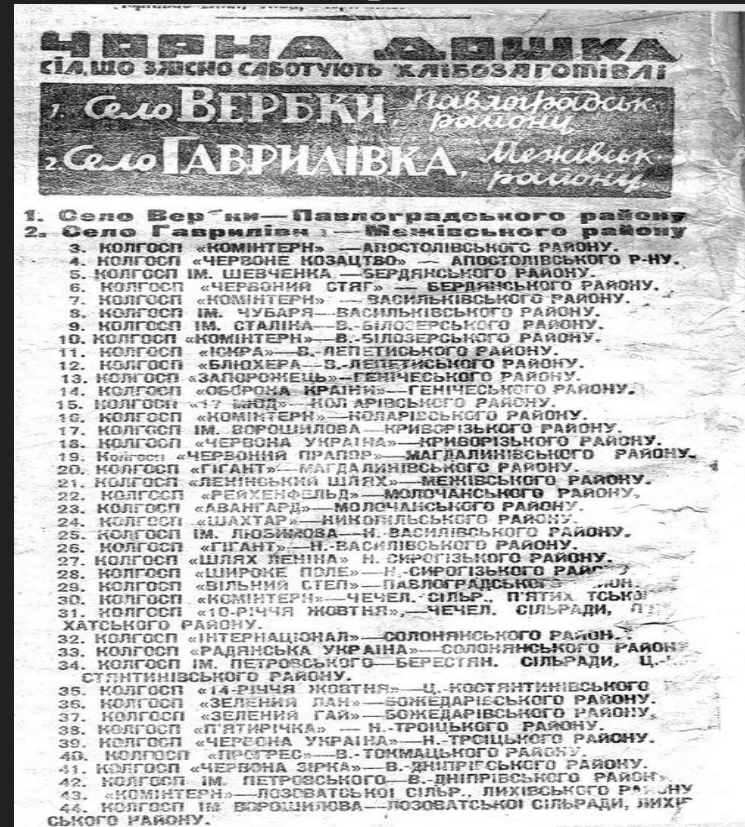 ЧОРНА ДОШКА
СІЛ, ЩО ЗЛІСНО САБОТУЮТЬ ХЛІБОЗАГОТІВЛІ
1. Село ВЕРБКИ, Павлоградськ. району
2. Село ГАВРИЛІВКА, Межівськ. району.
1. Село Вер ки—Павлоградського району
2. Село Гаврилівк —Межівського району
3. КОЛГОСП «КОМІНТЕРН» —АПОСТОЛІВСЬКОГО РАЙОНУ.
4. КОЛГОСП «ЧЕРВОНЕ КОЗАЦТВО» — АПОСТОЛІВСЬКОГО Р-НУ.
5. КОЛГОСП ІМ. ШЕВЧЕНКА —БЕРДЯНСЬКОГО РАЙОНУ.
6. КОЛГОСП «ЧЕРВОНИЙ СТЯГ» — БЕРДЯНСЬКОГО РАЙОНУ.
7. КОЛГОСП «КОМІНТЕРН» —ВАСИЛЬКІВСЬКОГО РАЙОНУ.
8. КОЛГОСП ІМ. ЧУБАРЯ—ВАСИЛЬКІВСЬКОГО РАЙОНУ.
9. КОЛГОСП ІМ. СТАЛІНА—В.-БІЛОЗЕРСЬКОГО РАЙОНУ.
10. КОЛГОСП «КОМІНТЕРН»—В.-БІЛОЗЕРСЬКОГО РАЙОНУ.
11. КОЛГОСП «ІСКРА»—В.-ЛЕПЕТИСЬКОГО РАЙОНУ.
12. КОЛГОСП «БЛЮХЕРА—В.-ЛЕПЕТИСЬКОГО РАЙОНУ.
13. КОЛГОСП «ЗАПОРОЖЕЦЬ»—ГЕНІЧЕСЬКОГО РАЙОНУ.
14. КОЛГОСП «ОБОРОНА КРАЇНИ»—ГЕНІЧЕСЬКОГО РАЙОНУ.
15. КОЛГОСП «17 —КОЛАРІВСЬКОГО РАЙОНУ.
16. КОЛГОСП «КОМІНТЕРН»—КОЛАРІВСЬКОГО РАЙОНУ.
17. КОЛГОСП ІМ. ВОРОШИЛОВА—КРИВОРІЗЬКОГО РАЙОНУ.
18. КОЛГОСП «ЧЕРВОНА УКРАЇНА»—КРИВОРІЗЬКОГО РАЙОНУ.
19. Колгосп «ЧЕРВОНИЙ ПРАПОР»—МАГДАЛИНІВСЬКОГО РАЙОНУ.
20. КОЛГОСП «ГІГАНТ»—МАГДАЛИНІВСЬКОГО РАЙОНУ.
21. КОЛГОСП «ЛЕНІНСЬКИЙ ШЛЯХ»—МЕЖІВСЬКОГО РАЙОНУ.
22. КОЛГОСП «РЕЙХЕНФЕЛЬД»—МОЛОЧАНСЬКОГО РАЙОНУ.
23. КОЛГОСП «АВАНГАРД»—МОЛОЧАНСЬКОГО РАЙОНУ.
24. КОЛГОСП «ШАХТАР»—НИКОПІЛЬСЬКОГО РАЙОНУ.
25. КОЛГОСП ІМ. ЛЮБИМОВА—Н.-ВАСИЛІВСЬКОГО РАЙОНУ.
26. КОЛГОСП «ГІГАНТ»—Н.-ВАСИЛІВСЬКОГО РАЙОНУ.
27. КОЛГОСП «ШЛЯХ ЛЕНІНА» Н. СИРОГІЗЬКОГО РАЙОНУ.
28. КОЛГОСП «ШИРОКЕ ПОЛЕ»—Н.-СИРОГІЗЬКОГО
29. КОЛГОСП «ВІЛЬНИЙ СТЕП»—ПАВЛОГРАДСЬКОГО
30. КОЛГОСП «КОМІНТЕРН»—ЧЕЧЕЛ. СІЛЬР.,
31. КОЛГОСП «10-РІЧЧЯ ЖОВТНЯ»,—ЧЕЧЕЛ. СІЛЬРАДИ,
ХАТСЬКОГО РАЙОНУ.
32. КОЛГОСП «ІНТЕРНАЦІОНАЛ»—СОЛОНЯНСЬКОГО РАЙОН
33. КОЛГОСП «РАДЯНСЬКА УКРАЇНА»—СОЛОНЯНСЬКОГО РАЙОН
34. КОЛГОСП ІМ. ПЕТРОВСЬКОГО—БЕРЕСТЯН. СІЛЬРАДИ, Ц.-
СТЯНТИНІВСЬКОГО РАЙОНУ.
35. КОЛГОСП «14-РІЧЧЯ ЖОВТНЯ»—Ц.-КОСТЯНТИНІВСЬКОГО
36. КОЛГОСП «ЗЕЛЕНИЙ ЛАН»—БОЖЕДАРІВСЬКОГО РАЙОНУ.
37. КОЛГОСП «ЗЕЛЕНИЙ ГАЙ»—БОЖЕДАРІВСЬКОГО РАЙОНУ.
38. КОЛГОСП «П'ЯТИРІЧКА» — Н.-ТРОЇЦЬКОГО РАЙОНУ.
39. КОЛГОСП «ЧЕРВОНА УКРАЇНА»—Н.-ТРОЇЦЬКОГО РАЙОНУ.
40. КОЛГОСП «ПРОГРЕС»—В.-ТОКМАЦЬКОГО РАЙОНУ.
41. КОЛГОСП «ЧЕРВОНА ЗІРКА»—В.-ДНІПРІВСЬКОГО РАЙОНУ.
42. КОЛГОСП ІМ. ПЕТРОВСЬКОГО—В.-ДНІПРІВСЬКОГО РАЙОН
43. «КОМІНТЕРН»—ЛОЗОВАТСЬКОЇ СІЛЬР., ЛИХІВСЬКОГО РАЙОНУ
44. КОЛГОСП ІМ ВОРОШИЛОВА—ЛОЗОВАТСЬКОЇ СІЛЬРАДИ, ЛИХІВ
СЬКОГО РАЙОНУ.